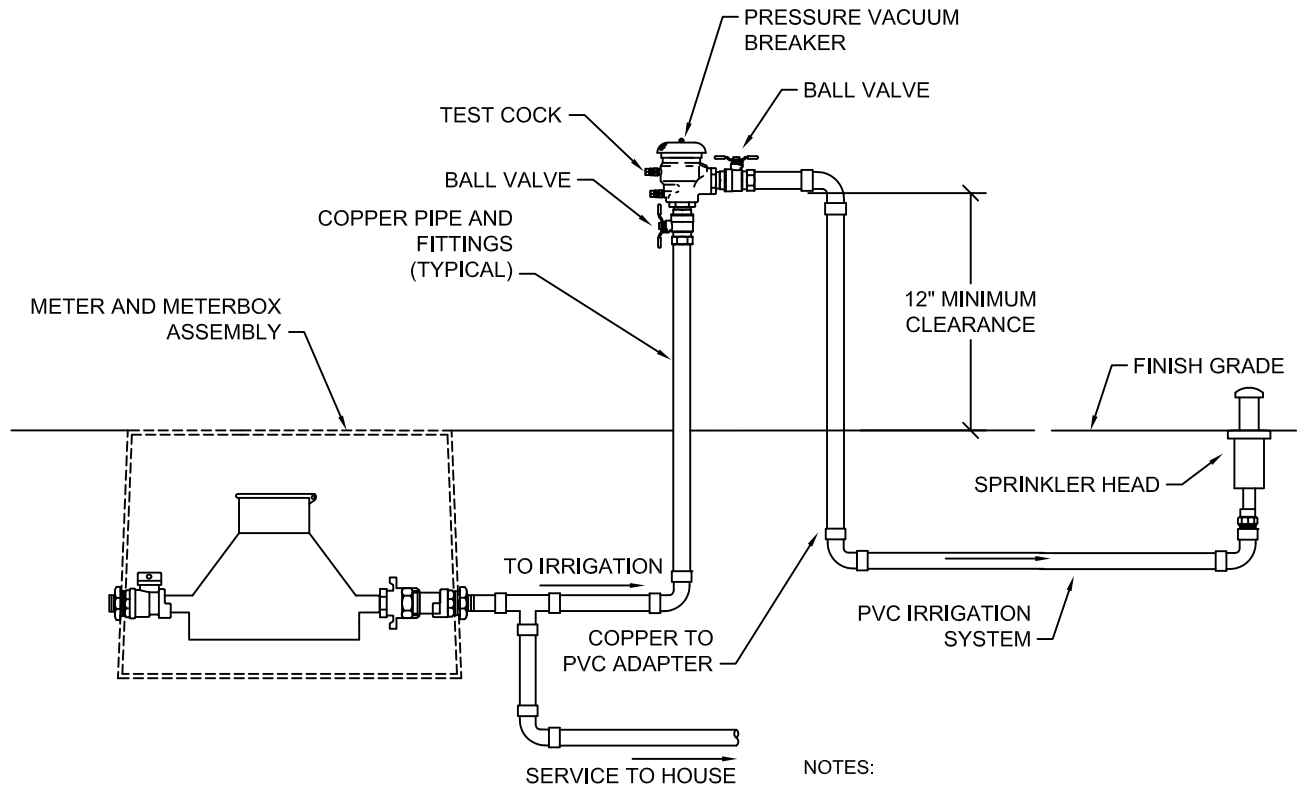 PRESSURE VACUUM
BREAKER
BALL VALVE
TEST COCK
BALL VALVE
COPPER PIPE AND
FITTINGS
(TYPICAL)
METER AND METERBOX
ASSEMBLY
12" MINIMUM
CLEARANCE
FINISH GRADE
SPRINKLER HEAD
TO IRRIGATION
COPPER TO
PVC ADAPTER
PVC IRRIGATION
SYSTEM
SERVICE TO HOUSE
NOTES: